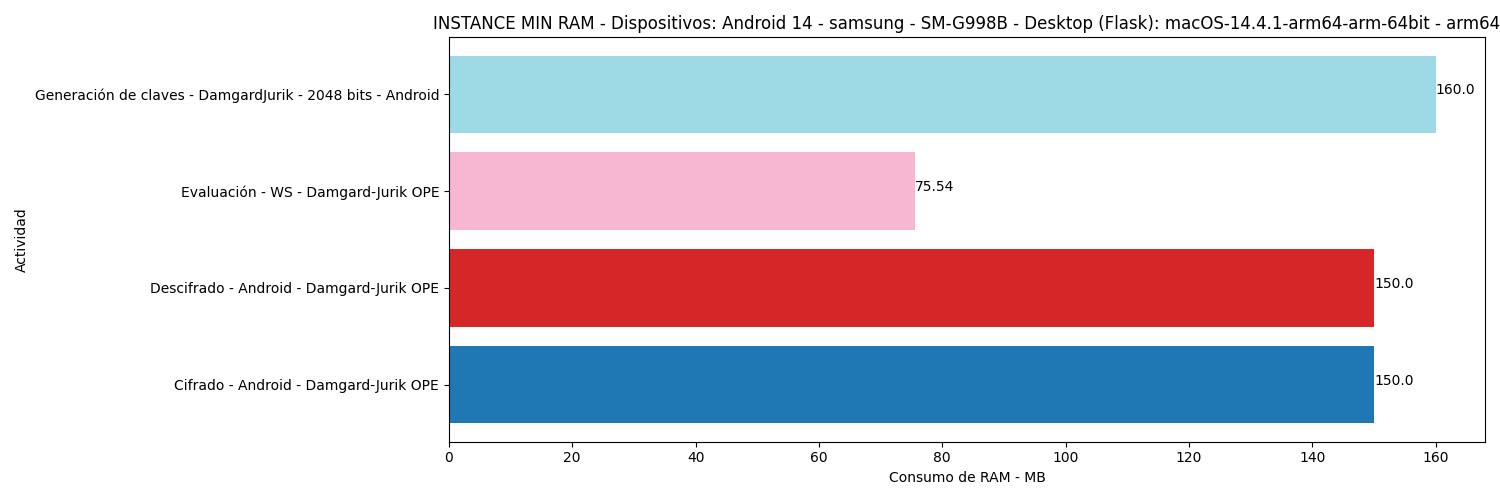 INSTANCE MIN RAM - Dispositivos: Android 14 - samsung - SM-G998B - Desktop (Flask): macOS-14.4.1-arm64-arm-64bit - arm64
Actividad
Generación de claves - DamgardJurik - 2048 bits - Android
160.0
Evaluación - WS - Damgard-Jurik OPE
75.54
Descifrado - Android - Damgard-Jurik OPE
150.0
Cifrado - Android - Damgard-Jurik OPE
150.0
0 20 40 60 80 100 120 140 160
Consumo de RAM - MB